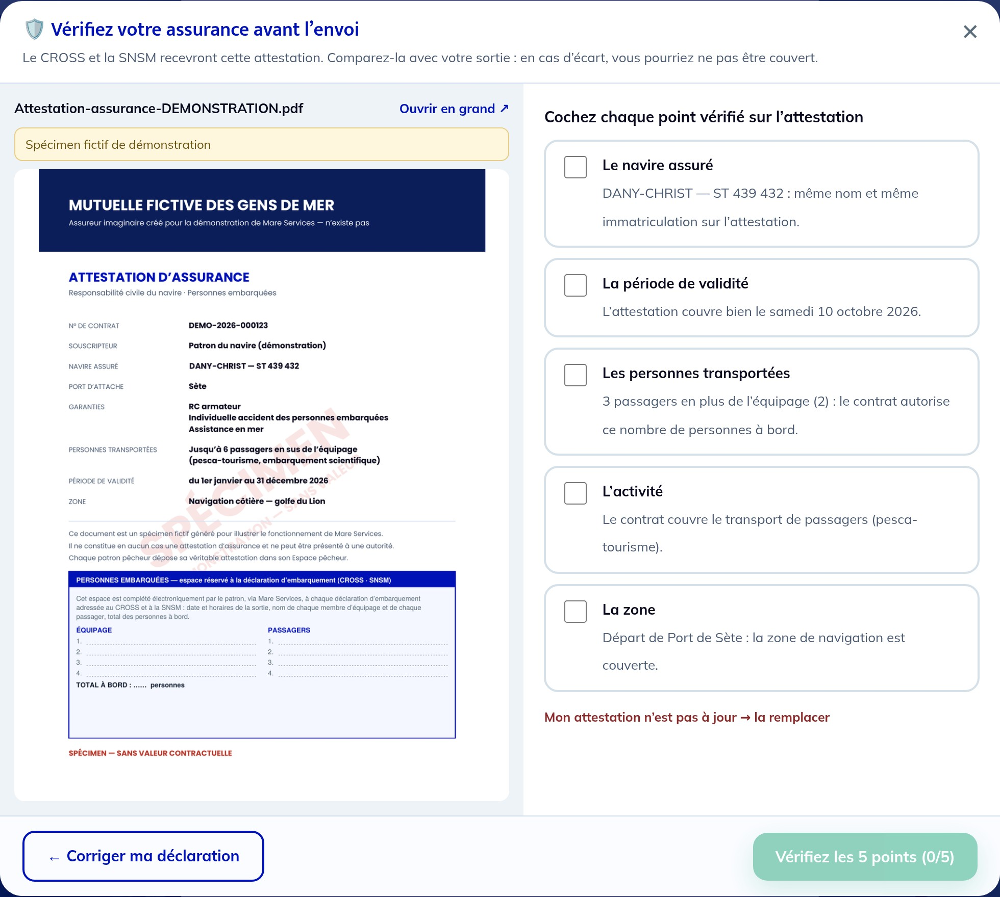 Vérifiez votre assurance avant l’envoi
Le CROSS et la SNSM recevront cette attestation. Comparez-la avec votre sortie : en cas d’écart, vous pourriez ne pas être couvert.
Attestation-assurance-DEMONSTRATION.pdf
Ouvrir en grand ↗
Spécimen fictif de démonstration
MUTUELLE FICTIVE DES GENS DE MER
Assureur imaginaire créé pour la démonstration de Mare Services — n’existe pas
ATTESTATION D’ASSURANCE
Responsabilité civile du navire · Personnes embarquées
N° DE CONTRAT
DEMO-2026-000123
SOUSCRIPTEUR
Patron du navire (démonstration)
NAVIRE ASSURÉ
DANY-CHRIST — ST 439 432
PORT D’ATTACHE
Sète
GARANTIES
RC armateur
Individuelle accident des personnes embarquées
Assistance en mer
PERSONNES TRANSPORTÉES
Jusqu’à 6 passagers en sus de l’équipage
(pesca-tourisme, embarquement scientifique)
PÉRIODE DE VALIDITÉ
du 1er janvier au 31 décembre 2026
ZONE
Navigation côtière — golfe du Lion
SPÉCIMEN
MONSTRATION — SANS VALEUR
Ce document est un spécimen fictif généré pour illustrer le fonctionnement de Mare Services.
Il ne constitue en aucun cas une attestation d’assurance et ne peut être présenté à une autorité.
Chaque patron pêcheur dépose sa véritable attestation dans son Espace pêcheur.
PERSONNES EMBARQUÉES — espace réservé à la déclaration d’embarquement (CROSS · SNSM)
Cet espace est complété électroniquement par le patron, via Mare Services, à chaque déclaration d’embarquement
adressée au CROSS et à la SNSM : date et horaires de la sortie, nom de chaque membre d’équipage et de chaque
passager, total des personnes à bord.
ÉQUIPAGE
1.
2.
3.
4.
PASSAGERS
1.
2.
3.
4.
TOTAL À BORD : ...... personnes
SPÉCIMEN — SANS VALEUR CONTRACTUELLE
Cochez chaque point vérifié sur l’attestation
Le navire assuré
DANY-CHRIST — ST 439 432 : même nom et même
immatriculation sur l’attestation.
La période de validité
L’attestation couvre bien le samedi 10 octobre 2026.
Les personnes transportées
3 passagers en plus de l’équipage (2) : le contrat autorise
ce nombre de personnes à bord.
L’activité
Le contrat couvre le transport de passagers (pesca-
tourisme).
La zone
Départ de Port de Sète : la zone de navigation est
couverte.
Mon attestation n’est pas à jour → la remplacer
← Corriger ma déclaration
Vérifiez les 5 points (0/5)